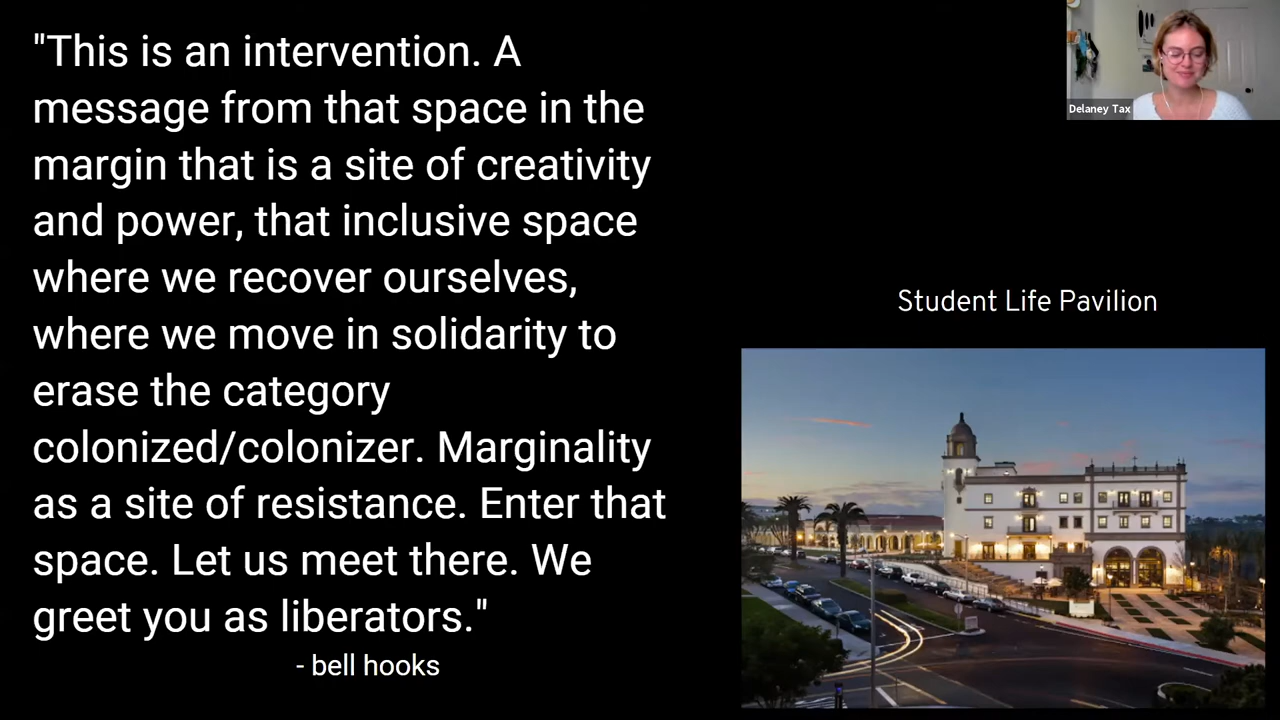 "This is an intervention. A
message from that space in the
margin that is a site of creativity
and power, that inclusive space
where we recover ourselves,
where we move in solidarity to
erase the category
colonized/colonizer. Marginality
as a site of resistance. Enter that
space. Let us meet there. We
greet you as liberators."
- bell hooks
Delaney Tax
Student Life Pavilion